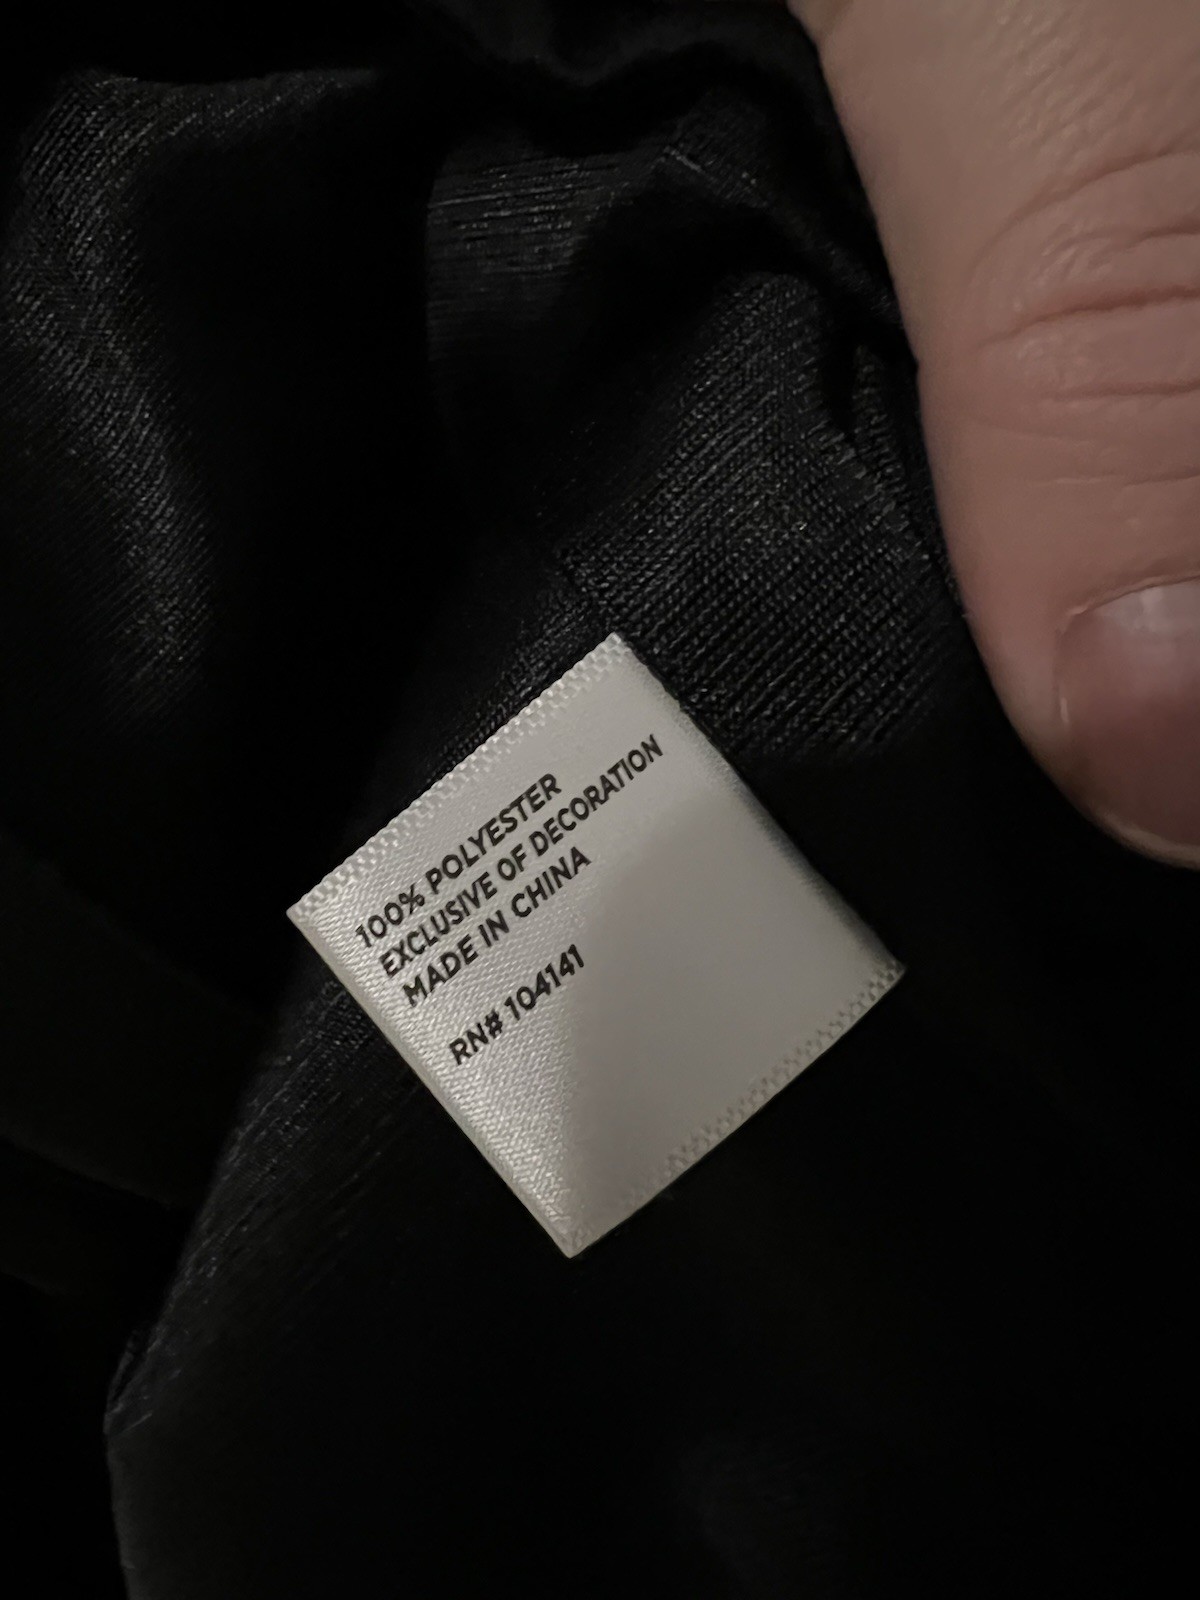 100% POLYESTER
EXCLUSIVE OF DECORATION
MADE IN CHINA
RN# 104141